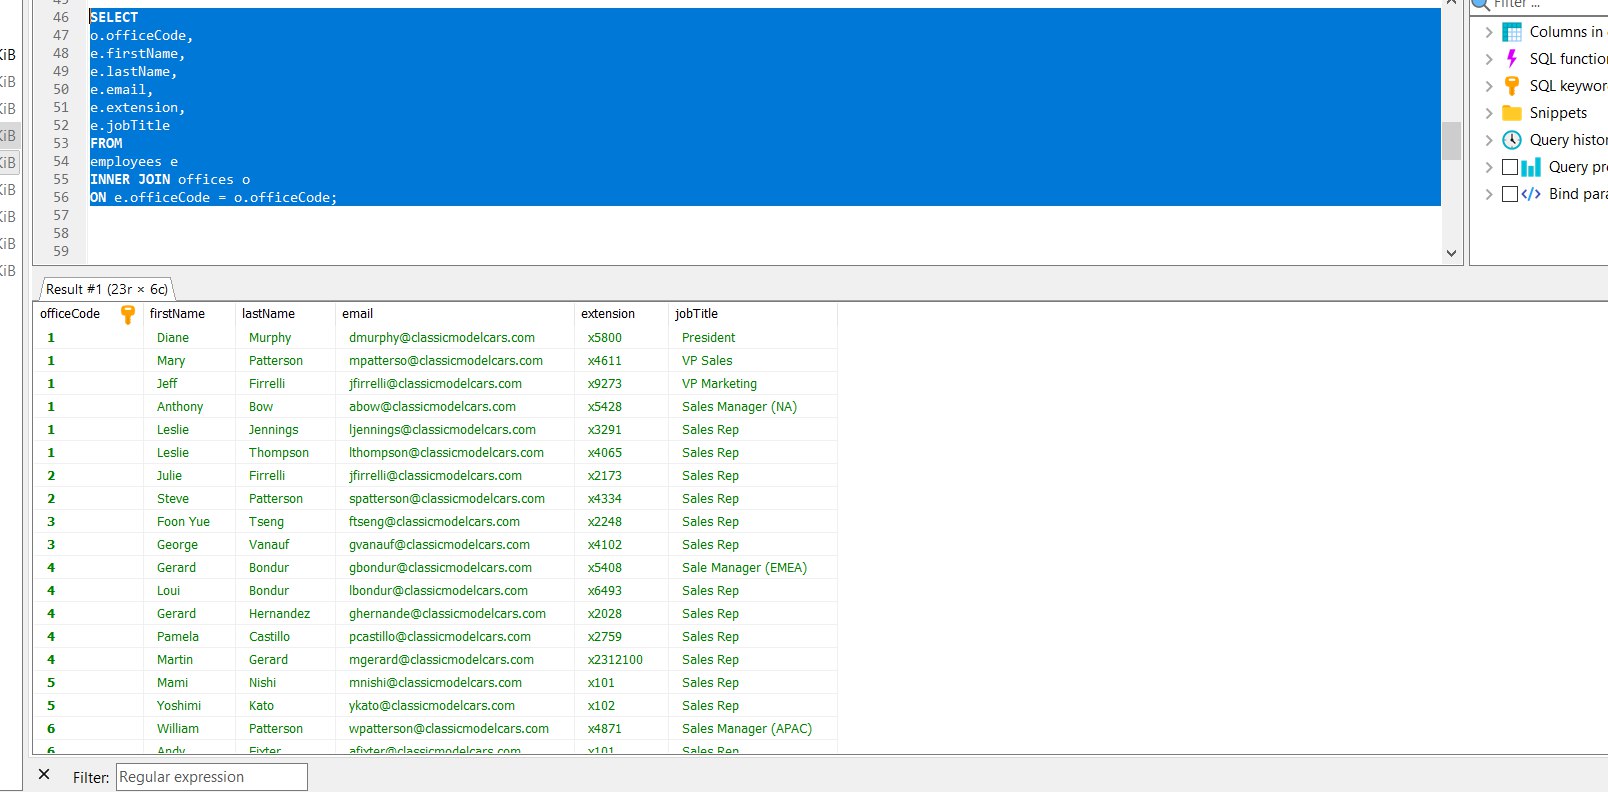 Filter ...
46 SELECT
47 o.officeCode,
48 e.firstName,
49 e.lastName,
50 e.email,
51 e.extension,
52 e.jobTitle
53 FROM
54 employees e
55 INNER JOIN offices o
56 ON e.officeCode = o.officeCode;
57
58
59
KiB
KiB
KiB
KiB
KiB
KiB
KiB
KiB
KiB
Columns in
SQL function
SQL keywor
Snippets
Query histor
Query pr
Bind para
Result #1 (23r × 6c)
officeCode firstName lastName email extension jobTitle
1 Diane Murphy dmurphy@classicmodelcars.com x5800 President
1 Mary Patterson mpatterso@classicmodelcars.com x4611 VP Sales
1 Jeff Firrelli jfirrelli@classicmodelcars.com x9273 VP Marketing
1 Anthony Bow abow@classicmodelcars.com x5428 Sales Manager (NA)
1 Leslie Jennings ljennings@classicmodelcars.com x3291 Sales Rep
1 Leslie Thompson lthompson@classicmodelcars.com x4065 Sales Rep
2 Julie Firrelli jfirrelli@classicmodelcars.com x2173 Sales Rep
2 Steve Patterson spatterson@classicmodelcars.com x4334 Sales Rep
3 Foon Yue Tseng ftseng@classicmodelcars.com x2248 Sales Rep
3 George Vanauf gvanauf@classicmodelcars.com x4102 Sales Rep
4 Gerard Bondur gbondur@classicmodelcars.com x5408 Sale Manager (EMEA)
4 Loui Bondur lbondur@classicmodelcars.com x6493 Sales Rep
4 Gerard Hernandez ghernande@classicmodelcars.com x2028 Sales Rep
4 Pamela Castillo pcastillo@classicmodelcars.com x2759 Sales Rep
4 Martin Gerard mgerard@classicmodelcars.com x2312100 Sales Rep
5 Mami Nishi mnishi@classicmodelcars.com x101 Sales Rep
5 Yoshimi Kato ykato@classicmodelcars.com x102 Sales Rep
6 William Patterson wpatterson@classicmodelcars.com x4871 Sales Manager (APAC)
6 Andy Fixter afixter@classicmodelcars.com x101 Sales Rep
Filter: Regular expression